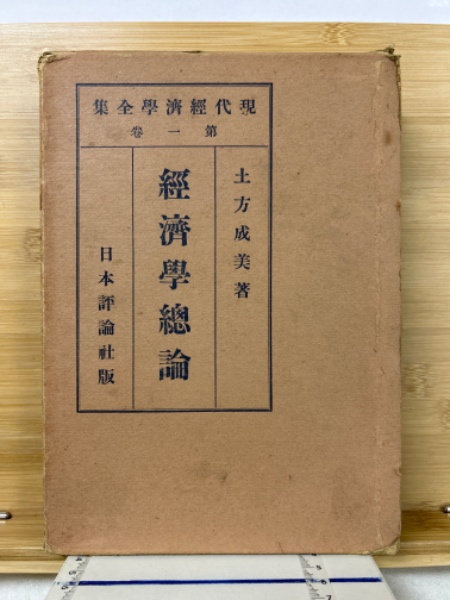 現代經濟學全集
第一卷
土方成美著
經濟學總論
日本評論社版